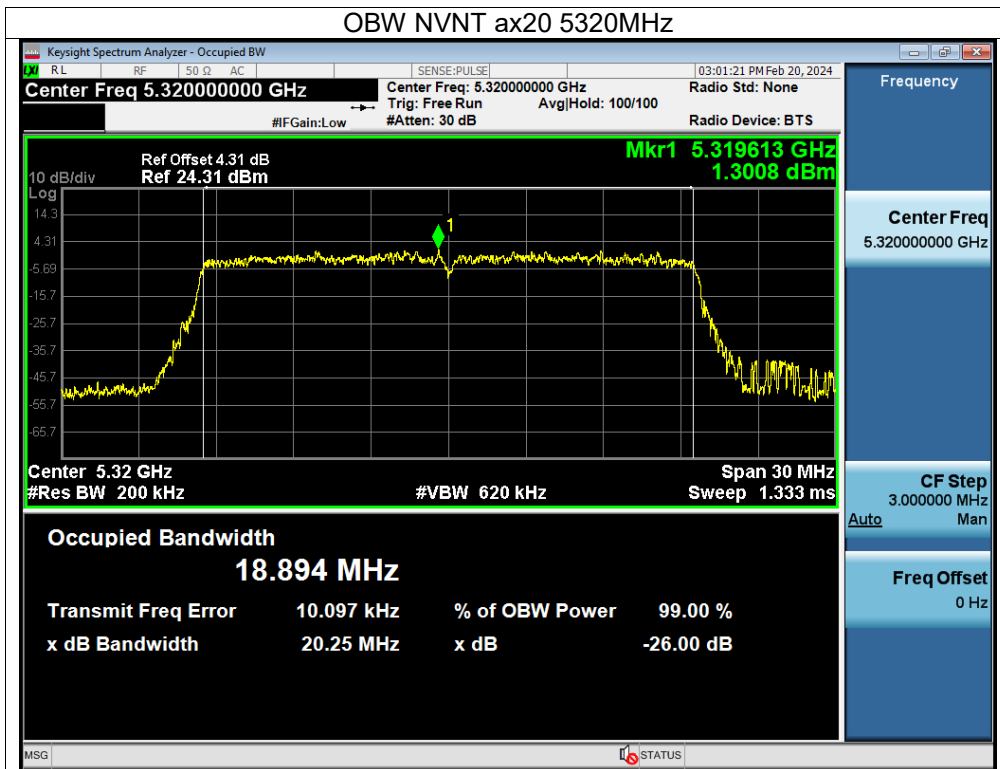 OBW NVNT ax20 5320MHz
Keysight Spectrum Analyzer - Occupied BW
LXI RL RF 50 Ω AC SENSE:PULSE 03:01:21 PM Feb 20, 2024
Center Freq 5.320000000 GHz
Center Freq: 5.320000000 GHz
Radio Std: None
Trig: Free Run Avg|Hold: 100/100
#IFGain:Low #Atten: 30 dB Radio Device: BTS
Frequency
Mkr1 5.319613 GHz
1.3008 dBm
Ref Offset 4.31 dB
10 dB/div Ref 24.31 dBm
Log
14.3
4.31
-5.69
-15.7
-25.7
-35.7
-45.7
-55.7
-65.7
1
Center 5.32 GHz Span 30 MHz
#Res BW 200 kHz #VBW 620 kHz Sweep 1.333 ms
Center Freq
5.320000000 GHz
CF Step
3.000000 MHz
Auto Man
Freq Offset
0 Hz
Occupied Bandwidth
18.894 MHz
Transmit Freq Error 10.097 kHz % of OBW Power 99.00 %
x dB Bandwidth 20.25 MHz x dB -26.00 dB
MSG STATUS